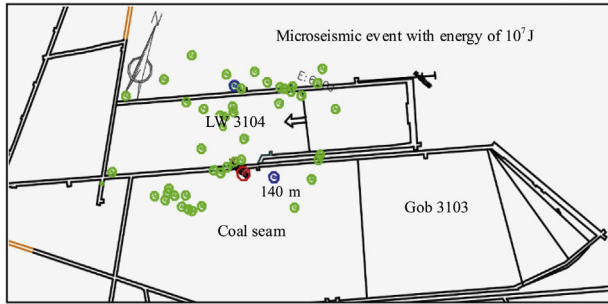 N
Microseismic event with energy of 10⁷ J
LW 3104
140 m
Gob 3103
Coal seam